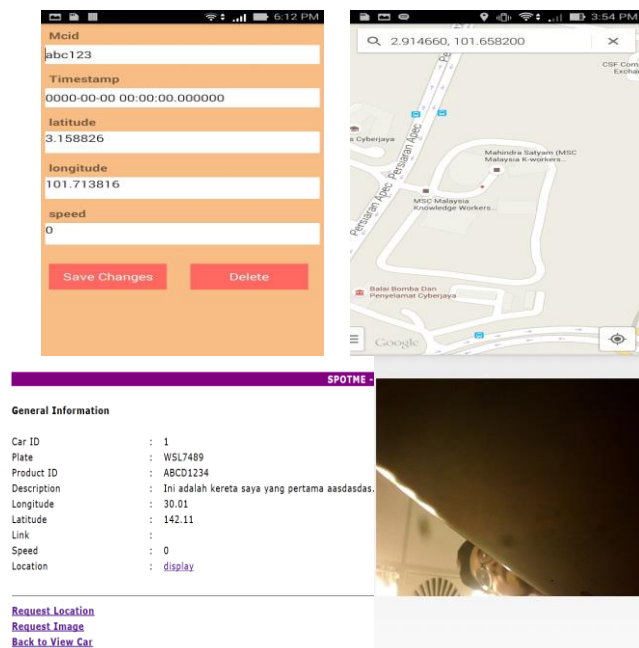 6:12 PM
Mcid
abc123
Timestamp
0000-00-00 00:00:00.000000
latitude
3.158826
longitude
101.713816
speed
0
Save Changes Delete
3:54 PM
2.914660, 101.658200
CSF Com
Excha
s Cyberjaya
Persiaran Apec
Persiaran Apec
Mahindra Satyam (MSC
Malaysia K-workers...
MSC Malaysia
Knowledge Workers...
Balai Bomba Dan
Penyelamat Cyberjaya
Google
SPOTME -
General Information
Car ID : 1
Plate : WSL7489
Product ID : ABCD1234
Description : Ini adalah kereta saya yang pertama aasdasdas.
Longitude : 30.01
Latitude : 142.11
Link :
Speed : 0
Location : display
Request Location
Request Image
Back to View Car